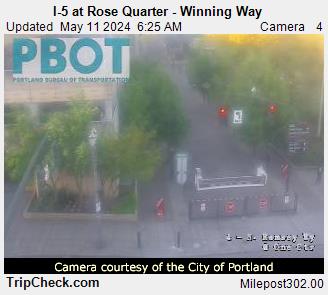 I-5 at Rose Quarter - Winning Way
Updated May 11 2024 6:25 AM Camera 4
PBOT
PORTLAND BUREAU OF TRANSPORTATION
Camera courtesy of the City of Portland
TripCheck.com Milepost302.00